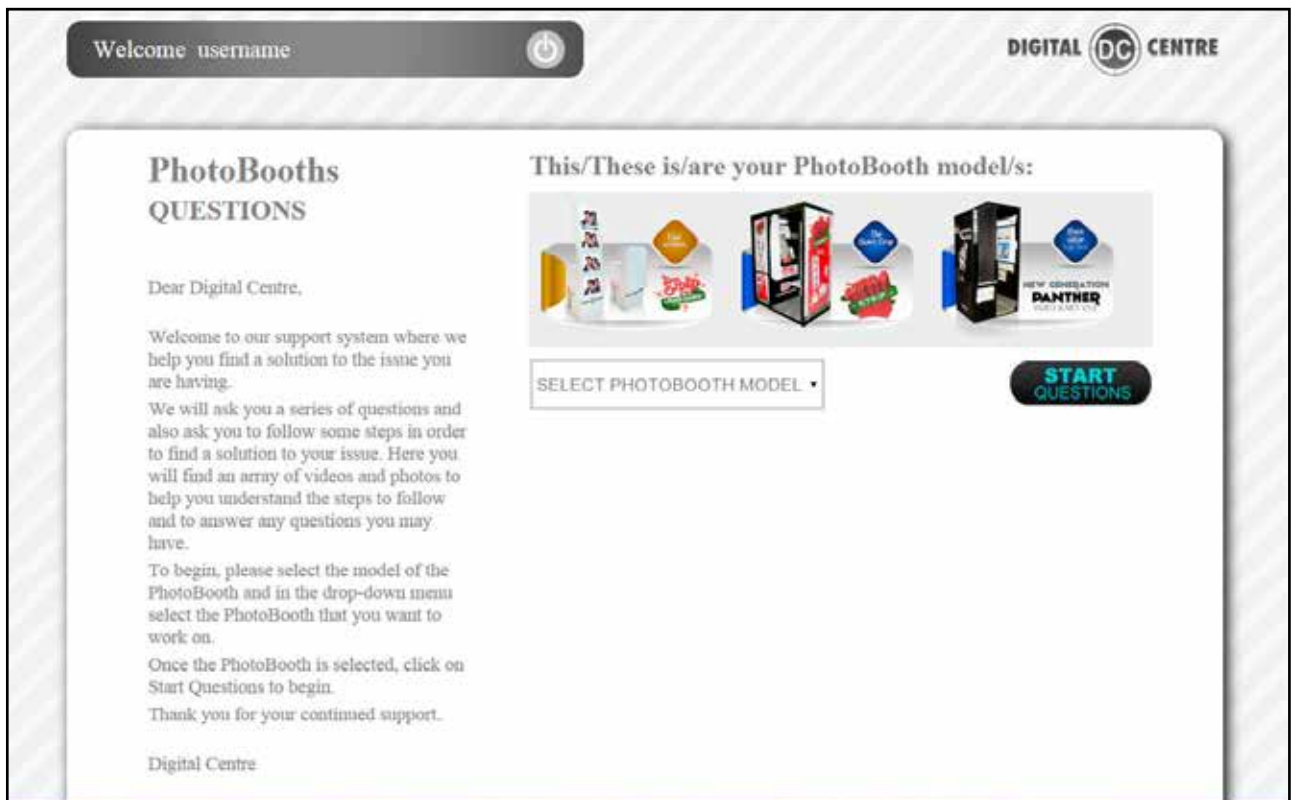 Welcome username
DIGITAL DC CENTRE
PhotoBooths
QUESTIONS
Dear Digital Centre,
Welcome to our support system where we
help you find a solution to the issue you
are having.
We will ask you a series of questions and
also ask you to follow some steps in order
to find a solution to your issue. Here you
will find an array of videos and photos to
help you understand the steps to follow
and to answer any questions you may
have.
To begin, please select the model of the
PhotoBooth and in the drop-down menu
select the PhotoBooth that you want to
work on.
Once the PhotoBooth is selected, click on
Start Questions to begin.
Thank you for your continued support.
Digital Centre
This/These is/are your PhotoBooth model/s:
NEW GENERATION
PANTHER
SELECT PHOTOBOOTH MODEL
START
QUESTIONS